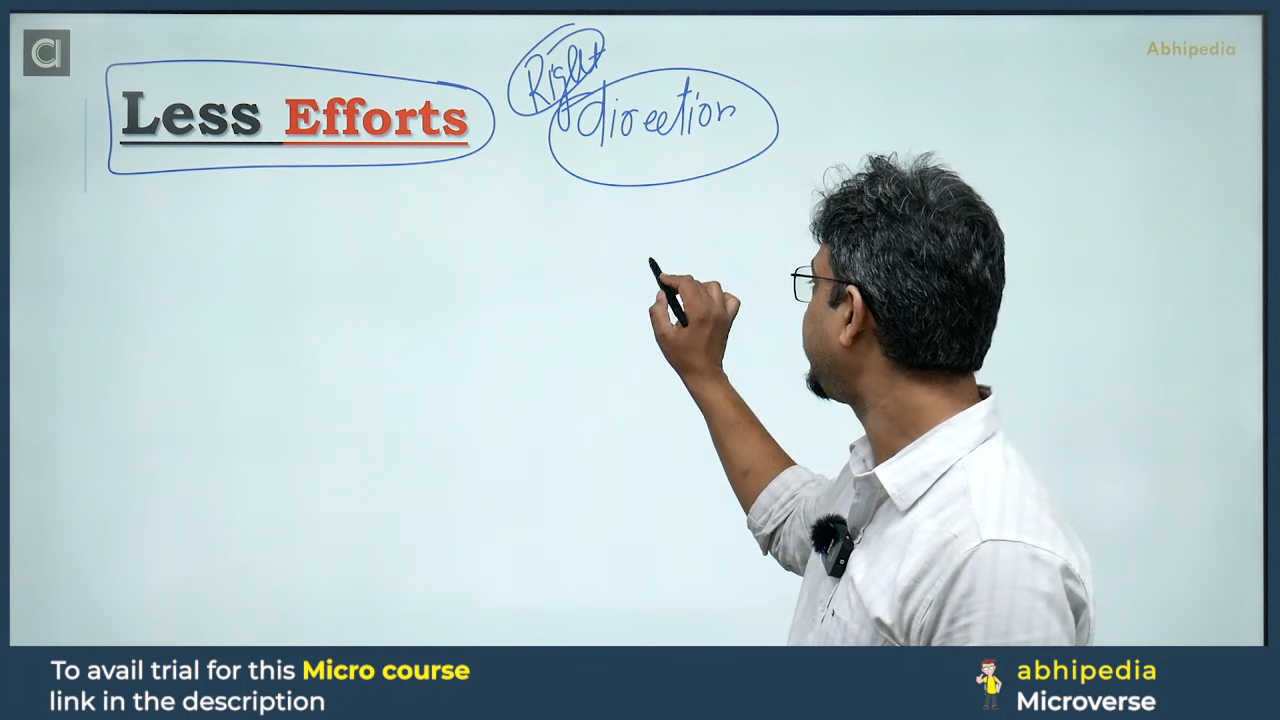 Abhipedia
Less Efforts
Right
direction
To avail trial for this Micro course
link in the description
abhipedia
Microverse